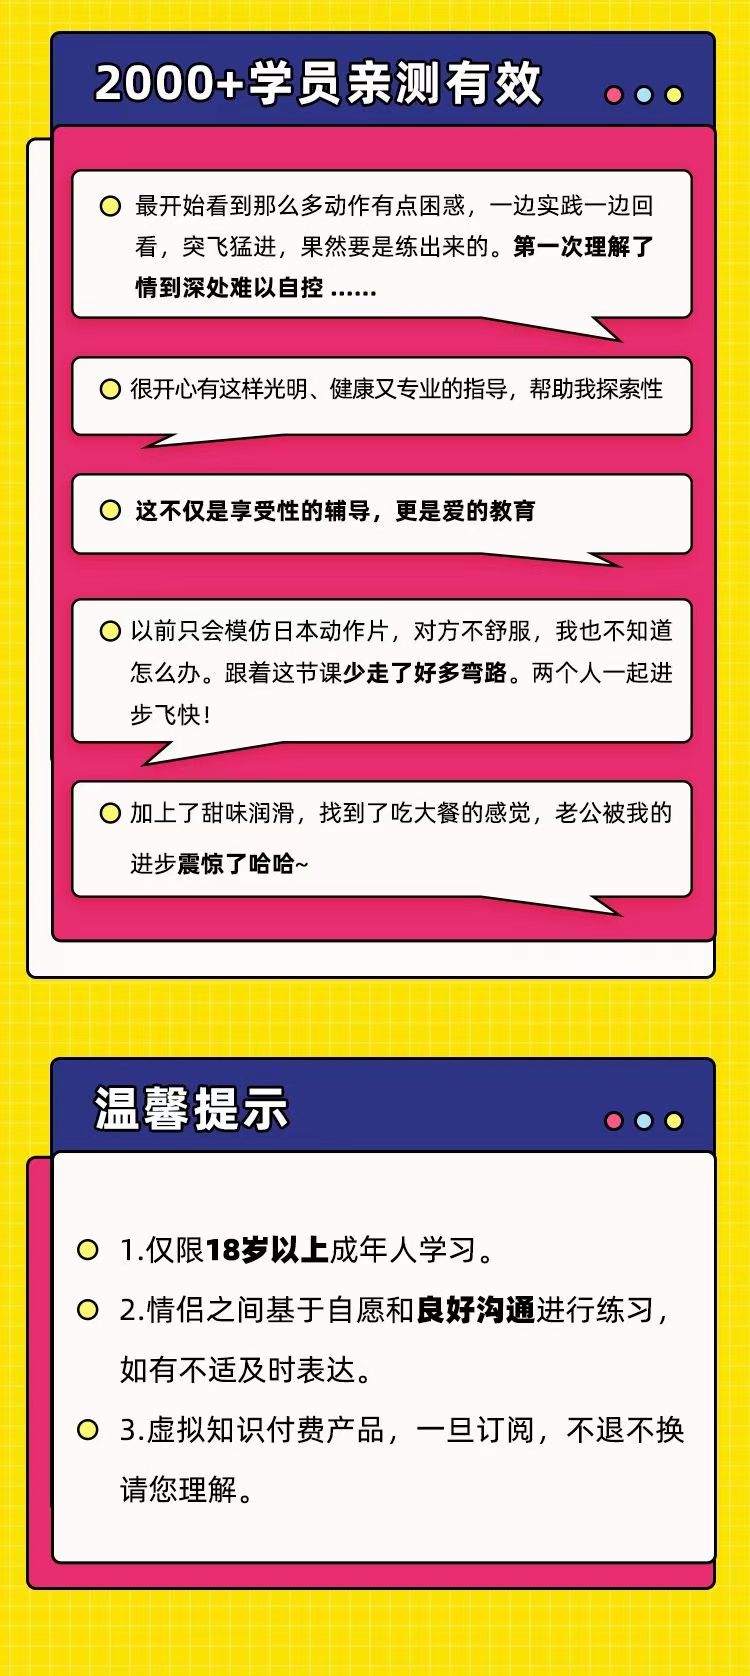 2000+学员亲测有效
最开始看到那么多动作有点困惑，一边实践一边回
看，突飞猛进，果然要是练出来的。第一次理解了
情到深处难以自控 ......
很开心有这样光明、健康又专业的指导，帮助我探索性
这不仅是享受性的辅导，更是爱的教育
以前只会模仿日本动作片，对方不舒服，我也不知道
怎么办。跟着这节课少走了好多弯路。两个人一起进
步飞快！
加上了甜味润滑，找到了吃大餐的感觉，老公被我的
进步震惊了哈哈~
温馨提示
1.仅限18岁以上成年人学习。
2.情侣之间基于自愿和良好沟通进行练习，
如有不适及时表达。
3.虚拟知识付费产品，一旦订阅，不退不换
请您理解。